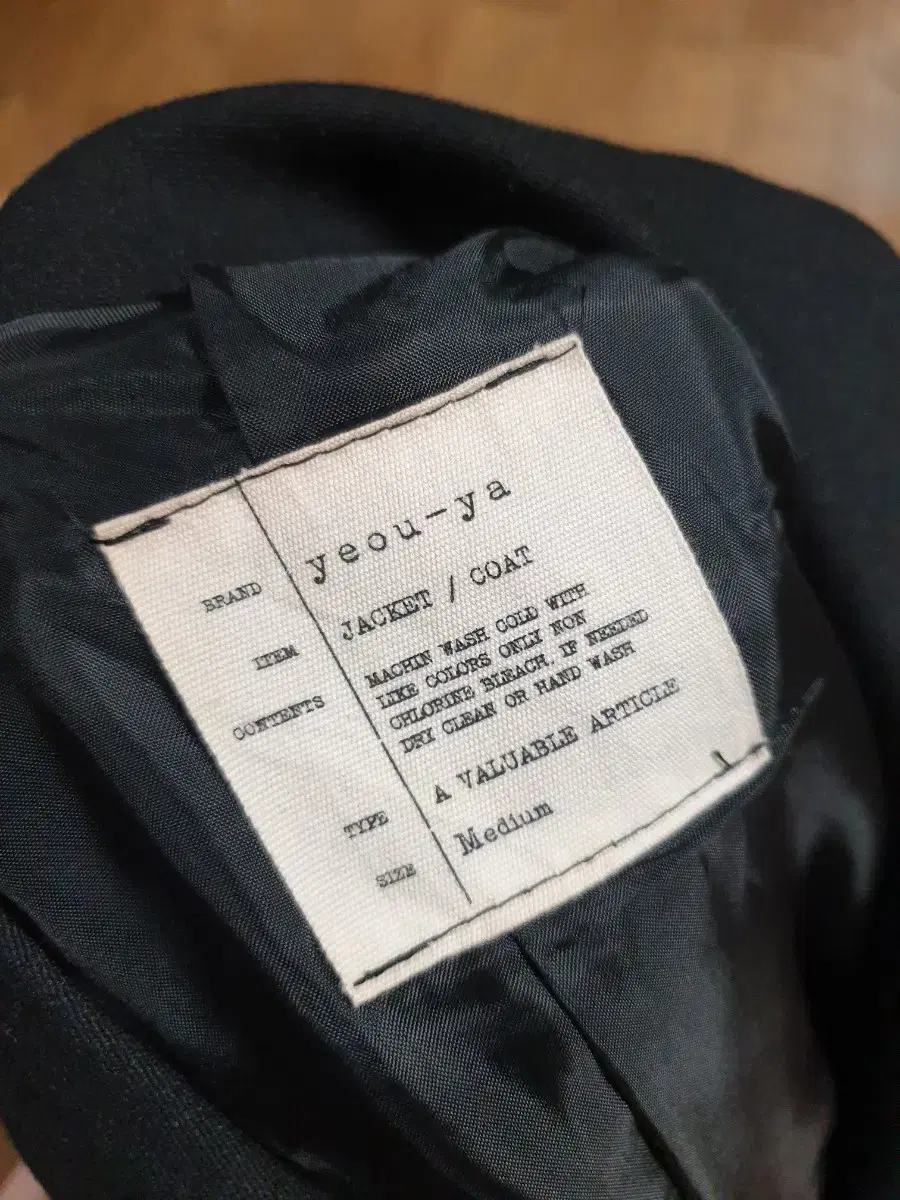 BRAND yeou-ya
ITEM JACKET / COAT
CONTENTS MACHIN WASH COLD WITH
LIKE COLORS ONLY NON
CHLORINE BLEACH. IF NEEDED
DRY CLEAN OR HAND WASH
TYPE A VALUABLE ARTICLE
SIZE Medium